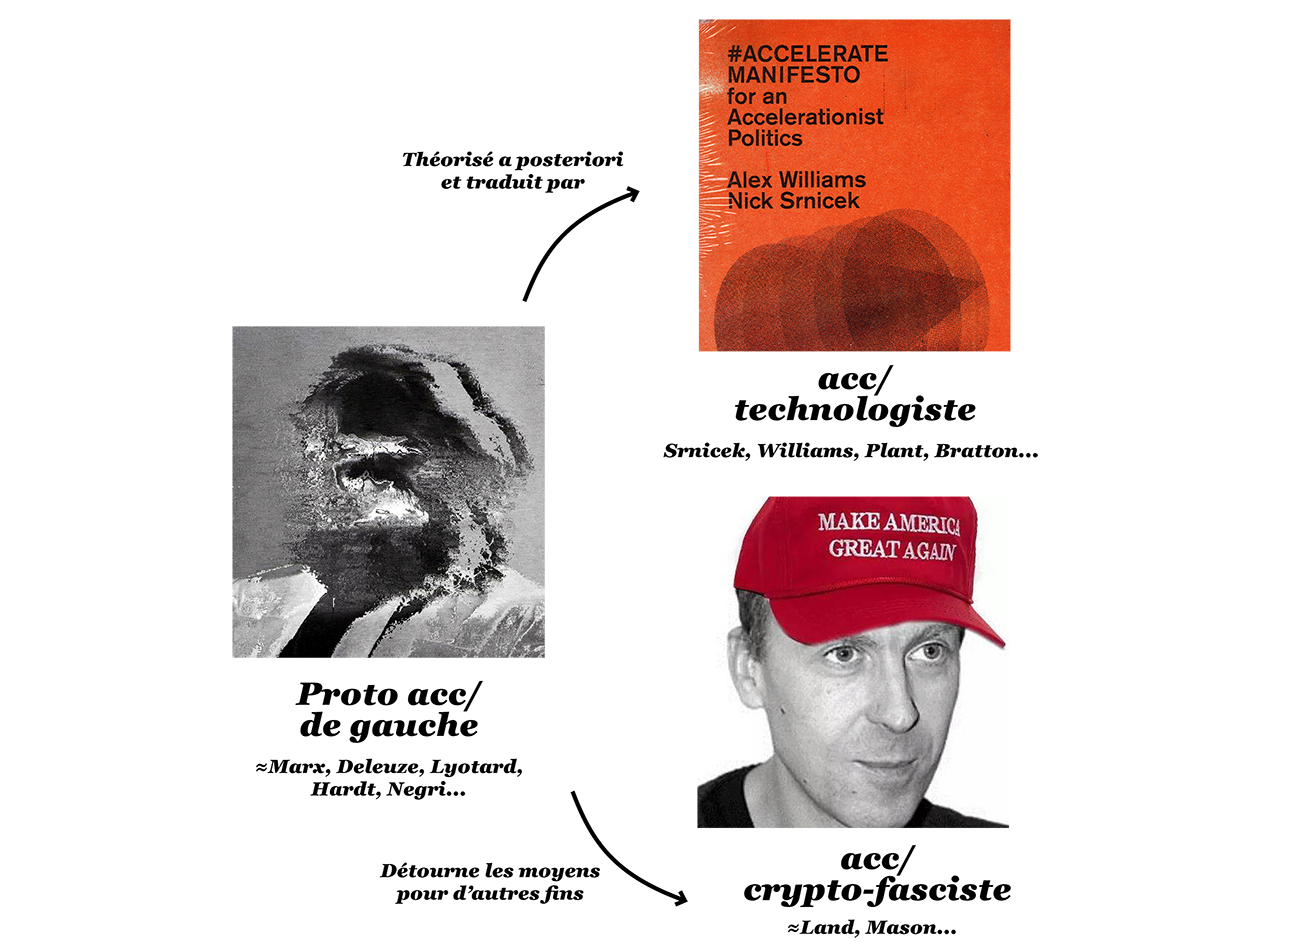 #ACCELERATE
MANIFESTO
for an
Accelerationist
Politics
Alex Williams
Nick Srnicek
Théorisé a posteriori
et traduit par
acc/
technologiste
Srnicek, Williams, Plant, Bratton...
MAKE AMERICA
GREAT AGAIN
Proto acc/
de gauche
≈Marx, Deleuze, Lyotard,
Hardt, Negri...
Détourne les moyens
pour d’autres fins
acc/
crypto-fasciste
≈Land, Mason...